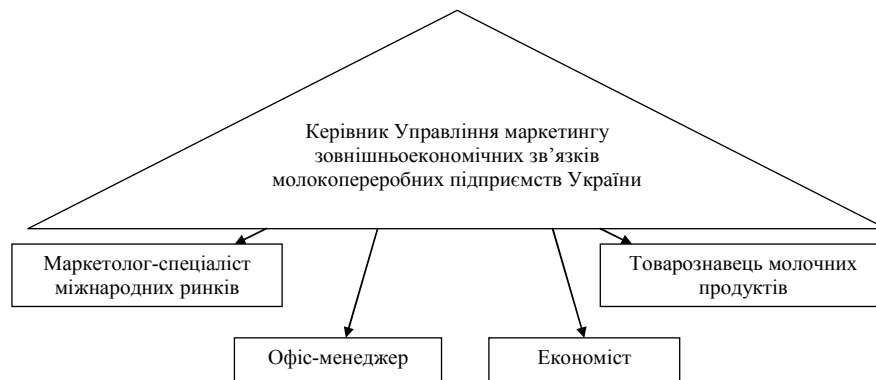 Керівник Управління маркетингу
зовнішньоекономічних зв’язків
молокопереробних підприємств України
Маркетолог-спеціаліст
міжнародних ринків
Товарознавець молочних
продуктів
Офіс-менеджер
Економіст